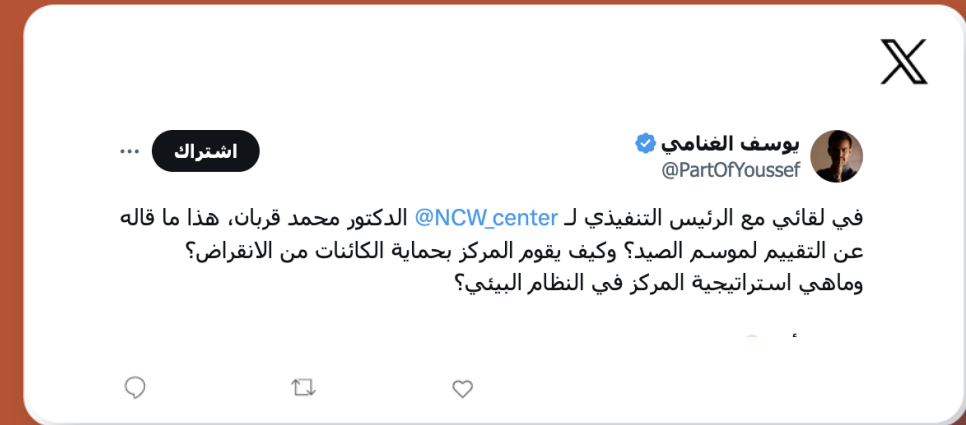 يوسف الغنامي
@PartOfYoussef
اشتراك
في لقائي مع الرئيس التنفيذي لـ @NCW_center الدكتور محمد قربان، هذا ما قاله
عن التقييم لموسم الصيد؟ وكيف يقوم المركز بحماية الكائنات من الانقراض؟
وماهي استراتيجية المركز في النظام البيئي؟